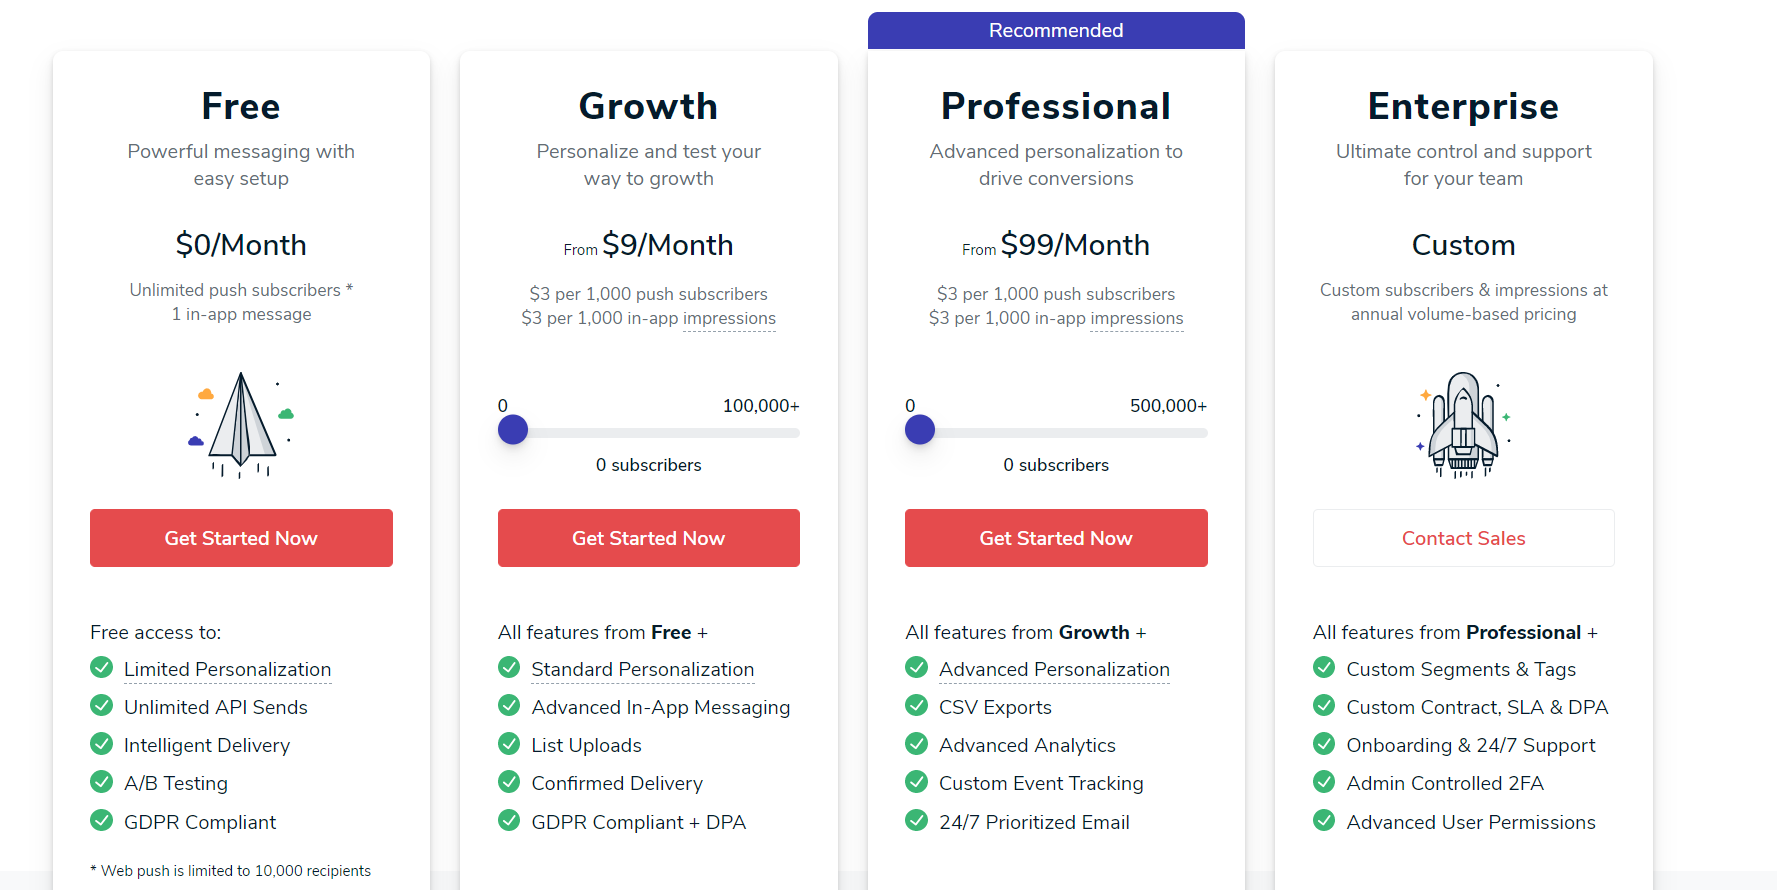 Recommended
Free
Powerful messaging with
easy setup
$0/Month
Unlimited push subscribers *
1 in-app message
Get Started Now
Free access to:
Limited Personalization
Unlimited API Sends
Intelligent Delivery
A/B Testing
GDPR Compliant
* Web push is limited to 10,000 recipients
Growth
Personalize and test your
way to growth
From $9/Month
$3 per 1,000 push subscribers
$3 per 1,000 in-app impressions
0 100,000+
0 subscribers
Get Started Now
All features from Free +
Standard Personalization
Advanced In-App Messaging
List Uploads
Confirmed Delivery
GDPR Compliant + DPA
Professional
Advanced personalization to
drive conversions
From $99/Month
$3 per 1,000 push subscribers
$3 per 1,000 in-app impressions
0 500,000+
0 subscribers
Get Started Now
All features from Growth +
Advanced Personalization
CSV Exports
Advanced Analytics
Custom Event Tracking
24/7 Prioritized Email
Enterprise
Ultimate control and support
for your team
Custom
Custom subscribers & impressions at
annual volume-based pricing
Contact Sales
All features from Professional +
Custom Segments & Tags
Custom Contract, SLA & DPA
Onboarding & 24/7 Support
Admin Controlled 2FA
Advanced User Permissions